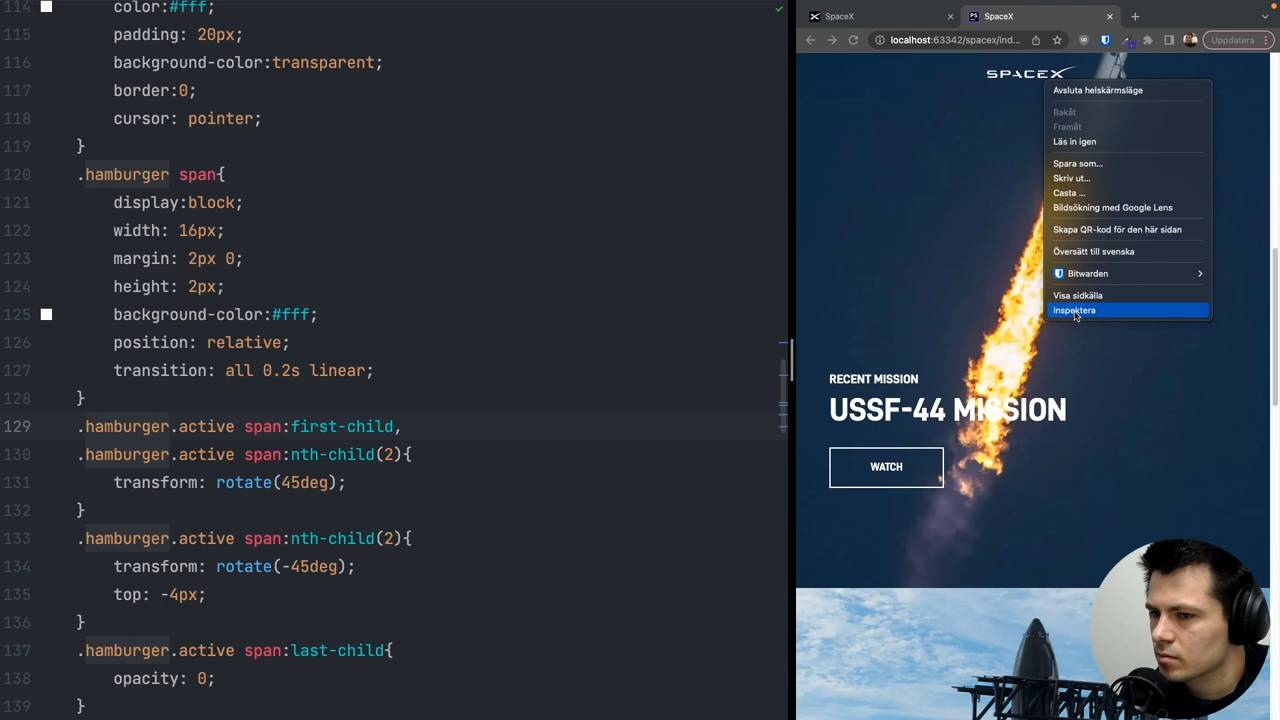 114 color:#fff;
115 padding: 20px;
116 background-color:transparent;
117 border:0;
118 cursor: pointer;
119 }
120 .hamburger span{
121 display:block;
122 width: 16px;
123 margin: 2px 0;
124 height: 2px;
125 background-color:#fff;
126 position: relative;
127 transition: all 0.2s linear;
128 }
129 .hamburger.active span:first-child,
130 .hamburger.active span:nth-child(2){
131 transform: rotate(45deg);
132 }
133 .hamburger.active span:nth-child(2){
134 transform: rotate(-45deg);
135 top: -4px;
136 }
137 .hamburger.active span:last-child{
138 opacity: 0;
139 }
SpaceX
PS SpaceX
localhost:63342/spacex/ind...
Uppdatera
SPACEX
Avsluta helskärmsläge
Bakåt
Framåt
Läs in igen
Spara som...
Skriv ut...
Casta ...
Bildsökning med Google Lens
Skapa QR-kod för den här sidan
Översätt till svenska
Bitwarden
Visa sidkälla
Inspektera
RECENT MISSION
USSF-44 MISSION
WATCH